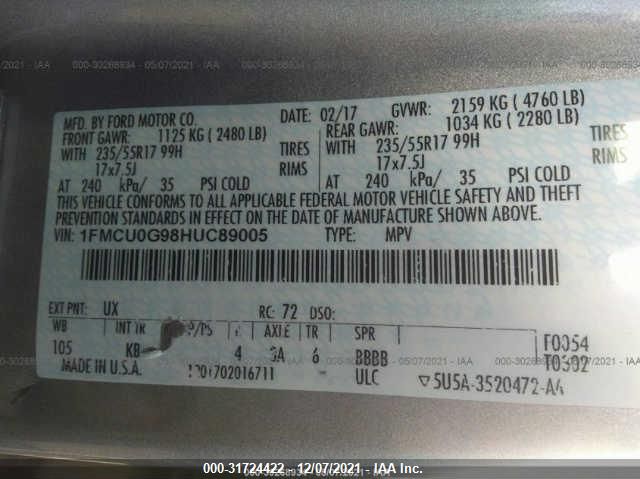 000-30268934 - 05/07/2021 - IAA
MFD. BY FORD MOTOR CO. DATE: 02/17 GVWR: 2159 KG ( 4760 LB)
FRONT GAWR: 1125 KG ( 2480 LB) REAR GAWR: 1034 KG ( 2280 LB)
WITH 235/55R17 99H TIRES WITH 235/55R17 99H TIRES
17x7.5J RIMS 17x7.5J RIMS
AT 240 kPa/ 35 PSI COLD AT 240 kPa/ 35 PSI COLD
THIS VEHICLE CONFORMS TO ALL APPLICABLE FEDERAL MOTOR VEHICLE SAFETY AND THEFT
PREVENTION STANDARDS IN EFFECT ON THE DATE OF MANUFACTURE SHOWN ABOVE.
VIN: 1FMCU0G98HUC89005 TYPE: MPV
EXT PNT: UX RC: 72 DSO:
WB INT TR P/PS AXLE TR SPR
105 KB 4 6 BBBB F0054
MADE IN U.S.A. ULC 5U5A-3520472-AA
000-31724422 - 12/07/2021 - IAA Inc.